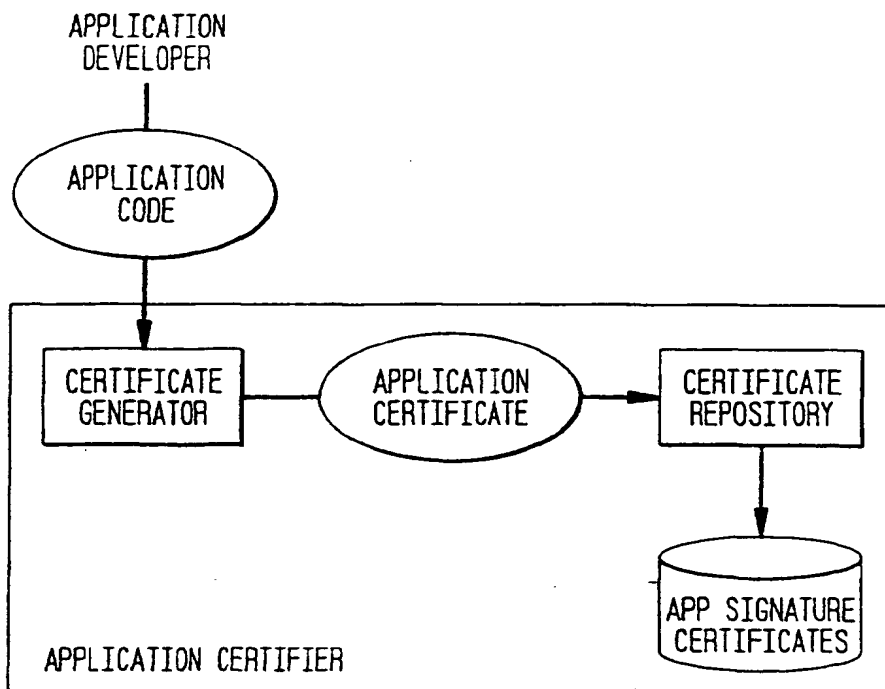 APPLICATION
DEVELOPER
APPLICATION
CODE
CERTIFICATE
GENERATOR
APPLICATION
CERTIFICATE
CERTIFICATE
REPOSITORY
APP SIGNATURE
CERTIFICATES
APPLICATION CERTIFIER